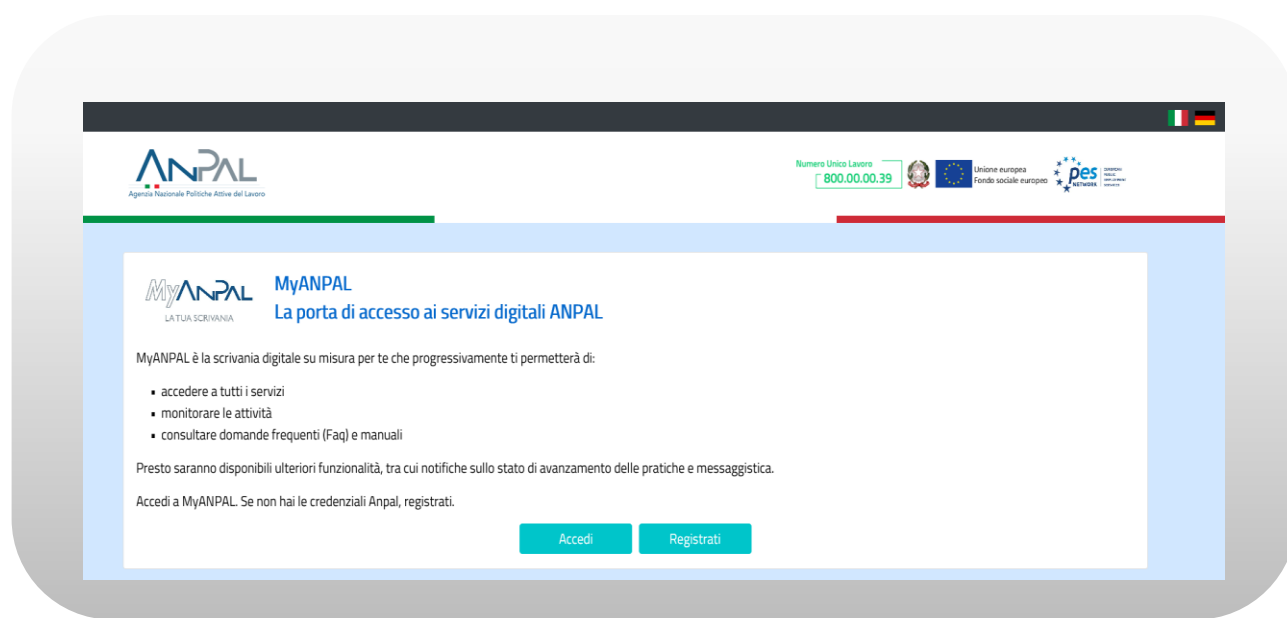 ANPAL
Agenzia Nazionale Politiche Attive del Lavoro
Numero Unico Lavoro
800.00.00.39
Unione europea
Fondo sociale europeo
pes
NETWORK
MyANPAL
LA TUA SCRIVANIA
MyANPAL
La porta di accesso ai servizi digitali ANPAL
MyANPAL è la scrivania digitale su misura per te che progressivamente ti permetterà di:
▪ accedere a tutti i servizi
▪ monitorare le attività
▪ consultare domande frequenti (Faq) e manuali
Presto saranno disponibili ulteriori funzionalità, tra cui notifiche sullo stato di avanzamento delle pratiche e messaggistica.
Accedi a MyANPAL. Se non hai le credenziali Anpal, registrati.
Accedi
Registrati